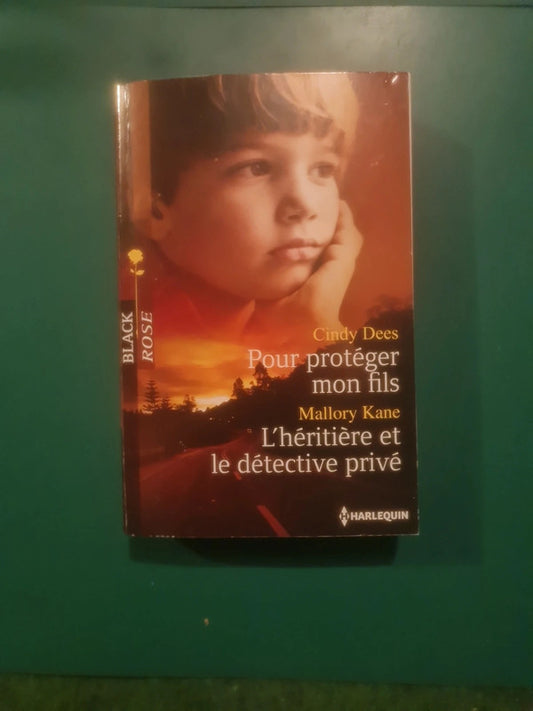 BLACK
ROSE
Cindy Dees
Pour protéger
mon fils
Mallory Kane
L'héritière et
le détective privé
H HARLEQUIN